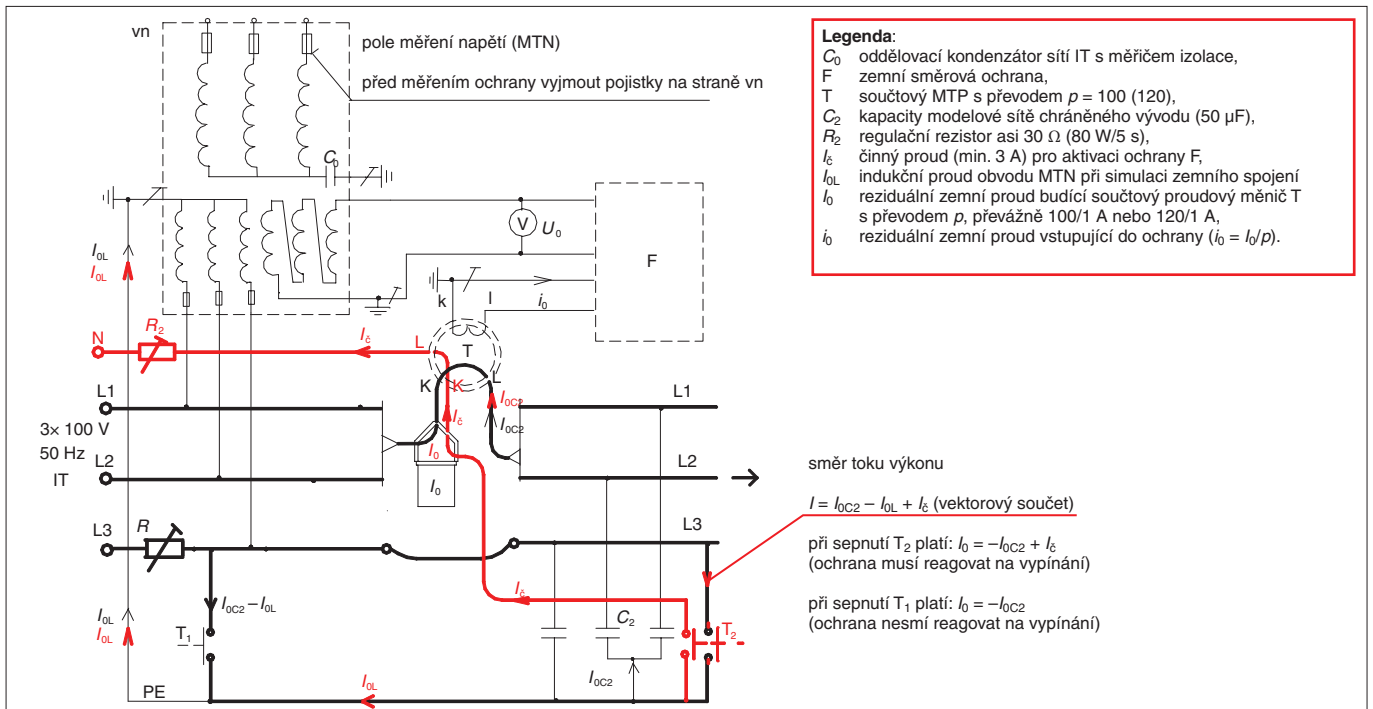 vn
pole měření napětí (MTN)
před měřením ochrany vyjmout pojistky na straně vn
C0
Legenda:
C0 oddělovací kondenzátor sítí IT s měřičem izolace,
F zemní směrová ochrana,
T součtový MTP s převodem p = 100 (120),
C2 kapacity modelové sítě chráněného vývodu (50 µF),
R2 regulační rezistor asi 30 Ω (80 W/5 s),
Ič činný proud (min. 3 A) pro aktivaci ochrany F,
I0L indukční proud obvodu MTN při simulaci zemního spojení
I0 reziduální zemní proud budící součtový proudový měnič T
s převodem p, převážně 100/1 A nebo 120/1 A,
i0 reziduální zemní proud vstupující do ochrany (i0 = I0/p).
V
U0
F
I0L
I0L
k
l
i0
N
R2
Ič
L
T
K
K
L
L1
I0C2
L1
Ič
I0C2
3× 100 V
50 Hz
IT
L2
I0
I0
L2
směr toku výkonu
I = I0C2 – I0L + Ič (vektorový součet)
L3
R
L3
při sepnutí T2 platí: I0 = –I0C2 + Ič
(ochrana musí reagovat na vypínání)
I0C2 – I0L
Ič
při sepnutí T1 platí: I0 = –I0C2
(ochrana nesmí reagovat na vypínání)
I0L
I0L
T1
C2
T2
I0C2
PE
I0L